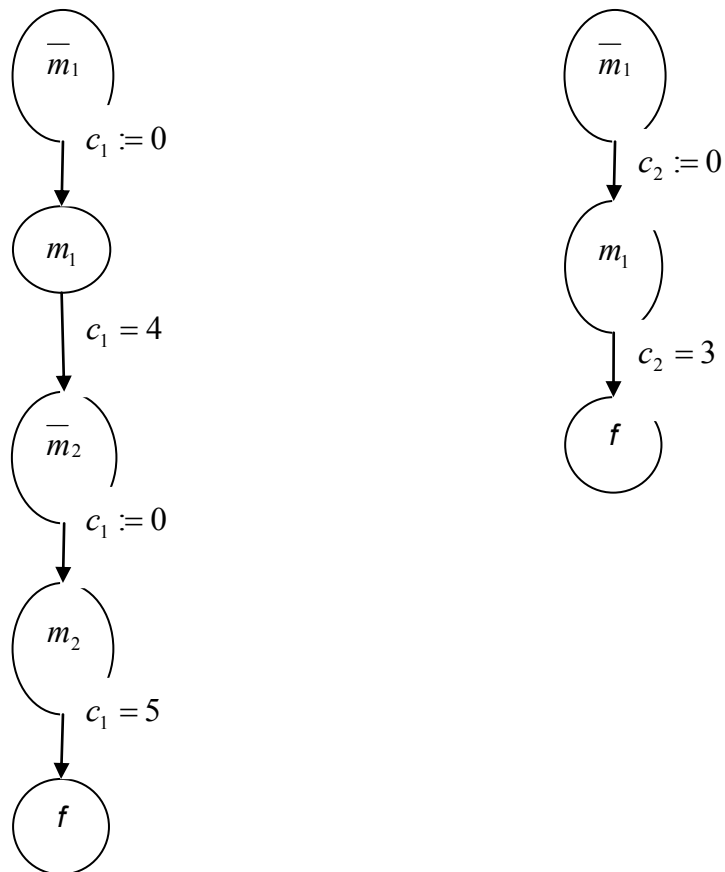 m̅₁
c₁ := 0
m₁
c₁ = 4
m̅₂
c₁ := 0
m₂
c₁ = 5
f
m̅₁
c₂ := 0
m₁
c₂ = 3
f